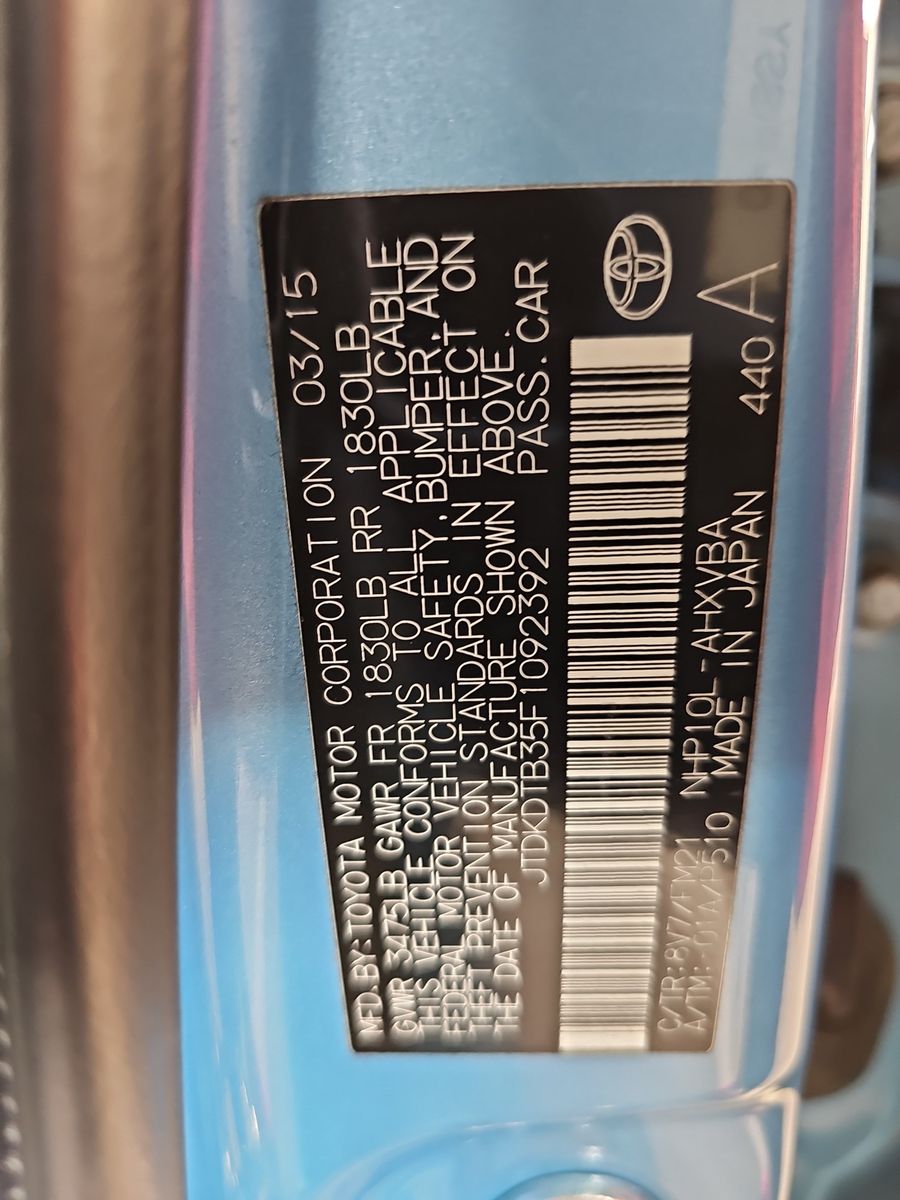 MFD.BY:TOYOTA MOTOR CORPORATION 03/15
GVWR 3475LB GAWR FR 1830LB RR 1830LB
THIS VEHICLE CONFORMS TO ALL APPLICABLE
FEDERAL MOTOR VEHICLE SAFETY, BUMPER, AND
THEFT PREVENTION STANDARDS IN EFFECT ON
THE DATE OF MANUFACTURE SHOWN ABOVE.
JTDKDTB35F1092392 PASS.CAR
C/TR:8V7//FM21 NHP10L-AHXVBA 440 A
A/TM:-01A/P510 MADE IN JAPAN